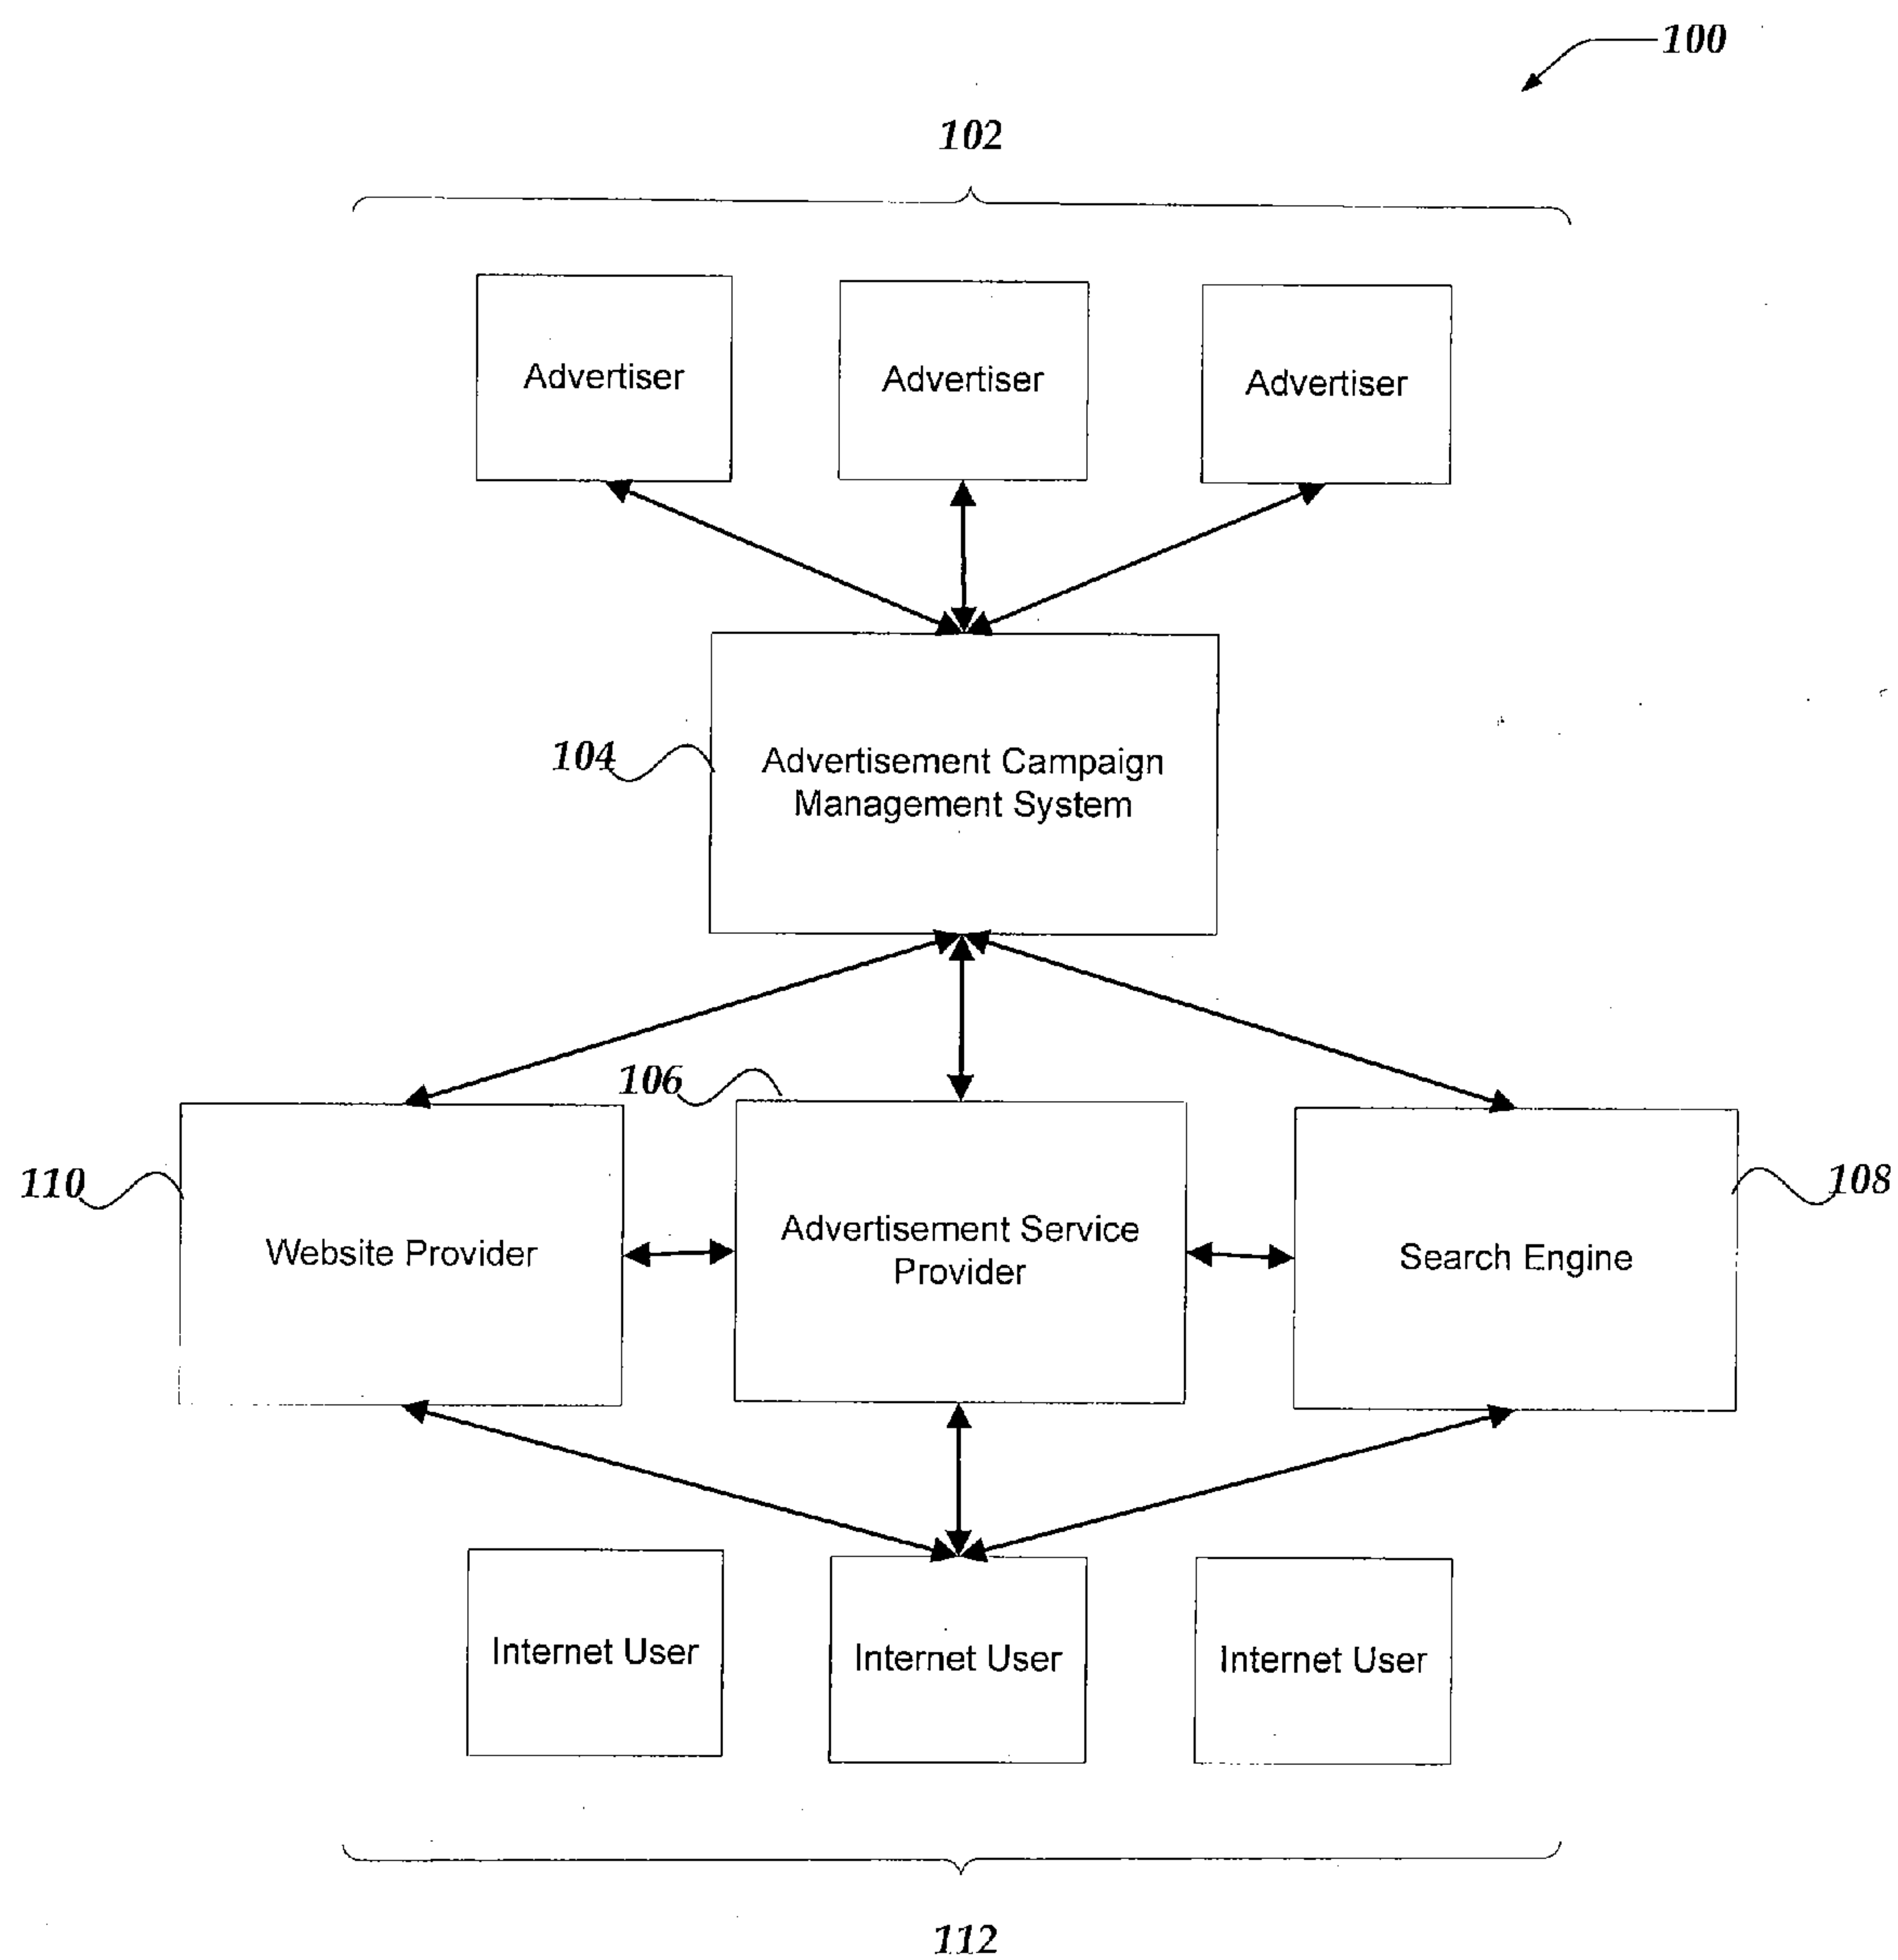 100
102
Advertiser
Advertiser
Advertiser
104
Advertisement Campaign
Management System
106
110
108
Website Provider
Advertisement Service
Provider
Search Engine
Internet User
Internet User
Internet User
112